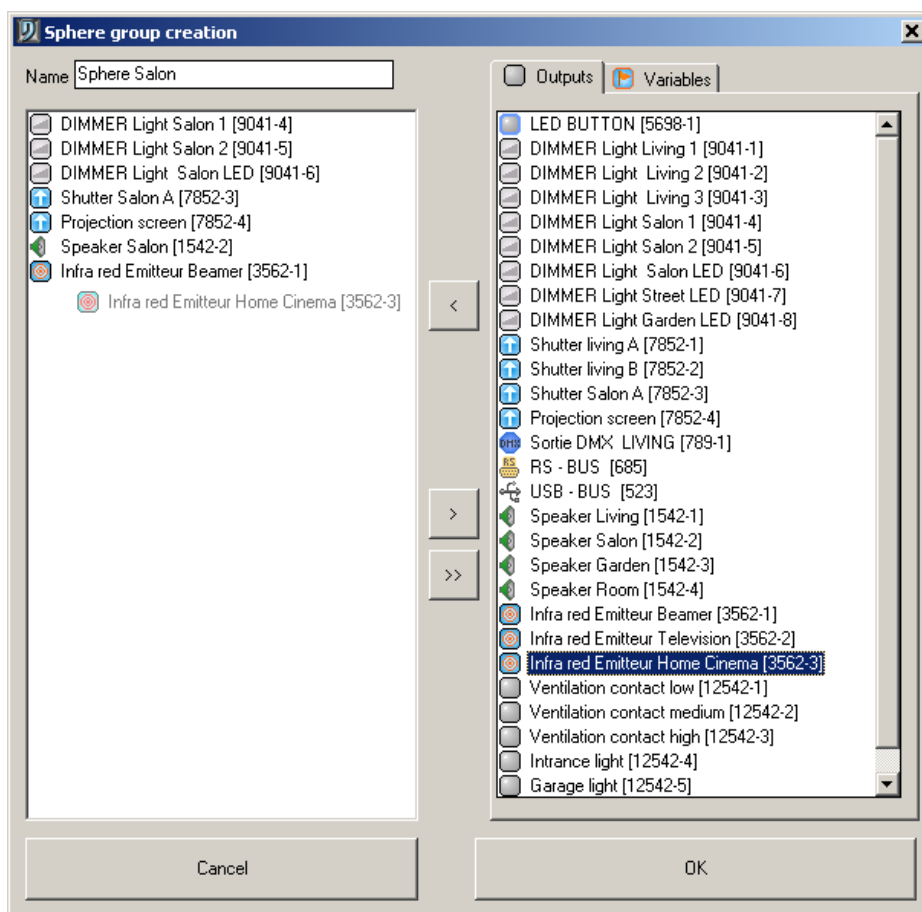 Sphere group creation
Name Sphere Salon
DIMMER Light Salon 1 [9041-4]
DIMMER Light Salon 2 [9041-5]
DIMMER Light Salon LED [9041-6]
Shutter Salon A [7852-3]
Projection screen [7852-4]
Speaker Salon [1542-2]
Infra red Emitteur Beamer [3562-1]
Infra red Emitteur Home Cinema [3562-3]
<
>
>>
Outputs Variables
LED BUTTON [5698-1]
DIMMER Light Living 1 [9041-1]
DIMMER Light Living 2 [9041-2]
DIMMER Light Living 3 [9041-3]
DIMMER Light Salon 1 [9041-4]
DIMMER Light Salon 2 [9041-5]
DIMMER Light Salon LED [9041-6]
DIMMER Light Street LED [9041-7]
DIMMER Light Garden LED [9041-8]
Shutter living A [7852-1]
Shutter living B [7852-2]
Shutter Salon A [7852-3]
Projection screen [7852-4]
DMX Sortie DMX LIVING [789-1]
RS RS - BUS [685]
USB - BUS [523]
Speaker Living [1542-1]
Speaker Salon [1542-2]
Speaker Garden [1542-3]
Speaker Room [1542-4]
Infra red Emitteur Beamer [3562-1]
Infra red Emitteur Television [3562-2]
Infra red Emitteur Home Cinema [3562-3]
Ventilation contact low [12542-1]
Ventilation contact medium [12542-2]
Ventilation contact high [12542-3]
Intrance light [12542-4]
Garage light [12542-5]
Cancel
OK